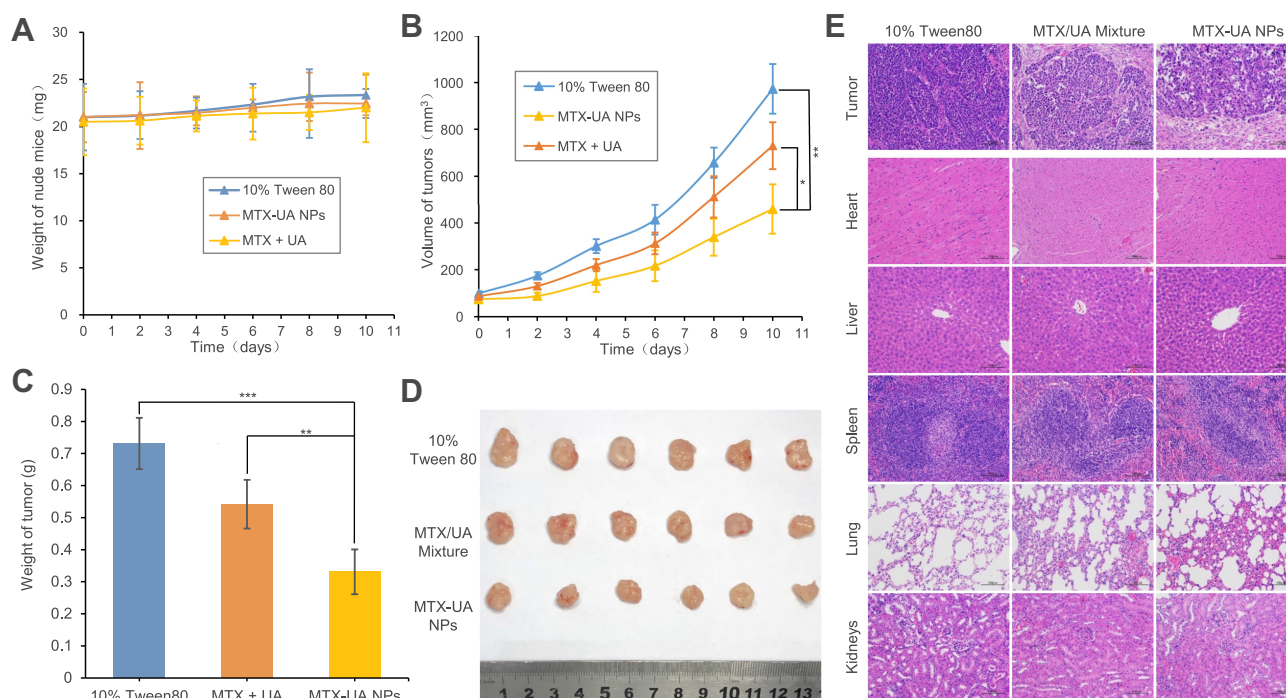 A
Weight of nude mice (mg)
30
25
20
15
10
5
0
10% Tween 80
MTX-UA NPs
MTX + UA
0 1 2 3 4 5 6 7 8 9 10 11
Time（days）
B
Volume of tumors (mm³)
1200
1000
800
600
400
200
0
10% Tween 80
MTX-UA NPs
MTX + UA
*
**
0 1 2 3 4 5 6 7 8 9 10 11
Time（days）
C
Weight of tumor (g)
0.9
0.8
0.7
0.6
0.5
0.4
0.3
0.2
0.1
0
***
**
10% Tween80 MTX + UA MTX-UA NPs
D
10%
Tween 80
MTX/UA
Mixture
MTX-UA
NPs
1 2 3 4 5 6 7 8 9 10 11 12 13
E
10% Tween80 MTX/UA Mixture MTX-UA NPs
Tumor
Heart
Liver
Spleen
Lung
Kidneys